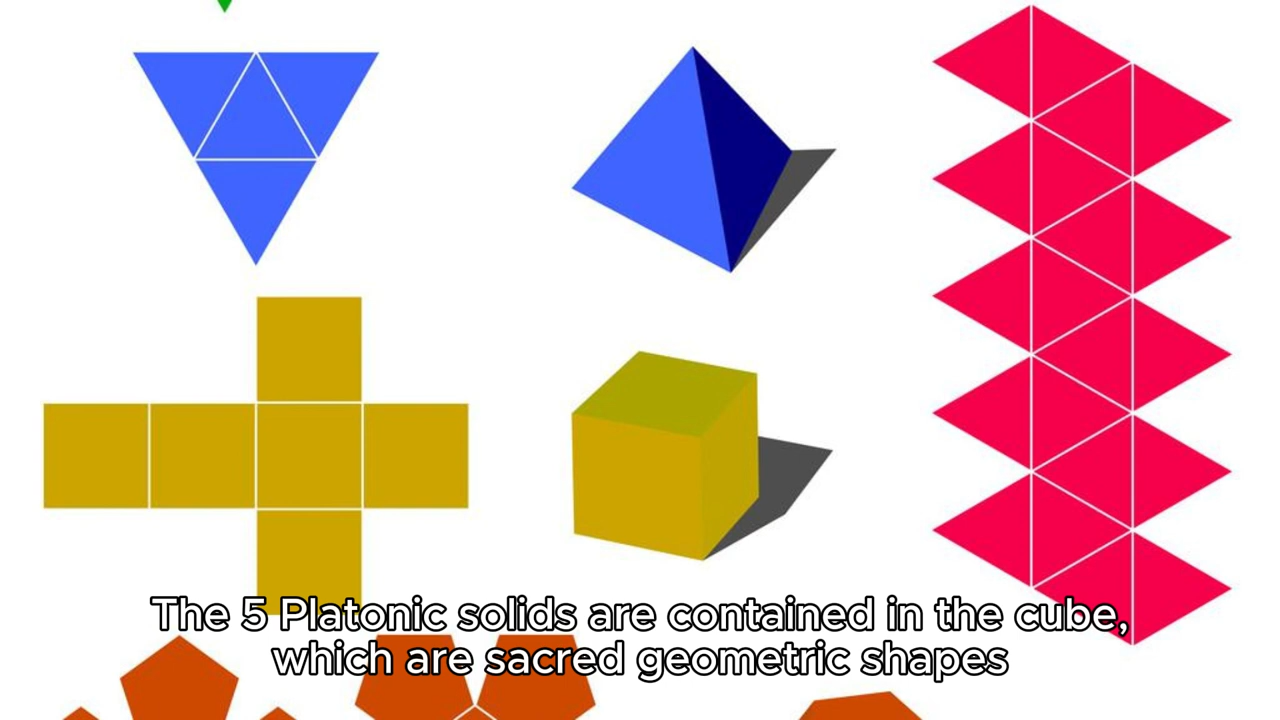 The 5 Platonic solids are contained in the cube,
which are sacred geometric shapes